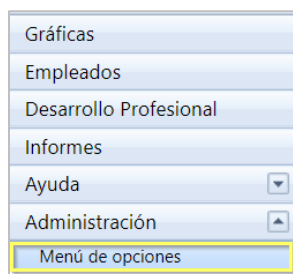 Gráficas
Empleados
Desarrollo Profesional
Informes
Ayuda
Administración
Menú de opciones